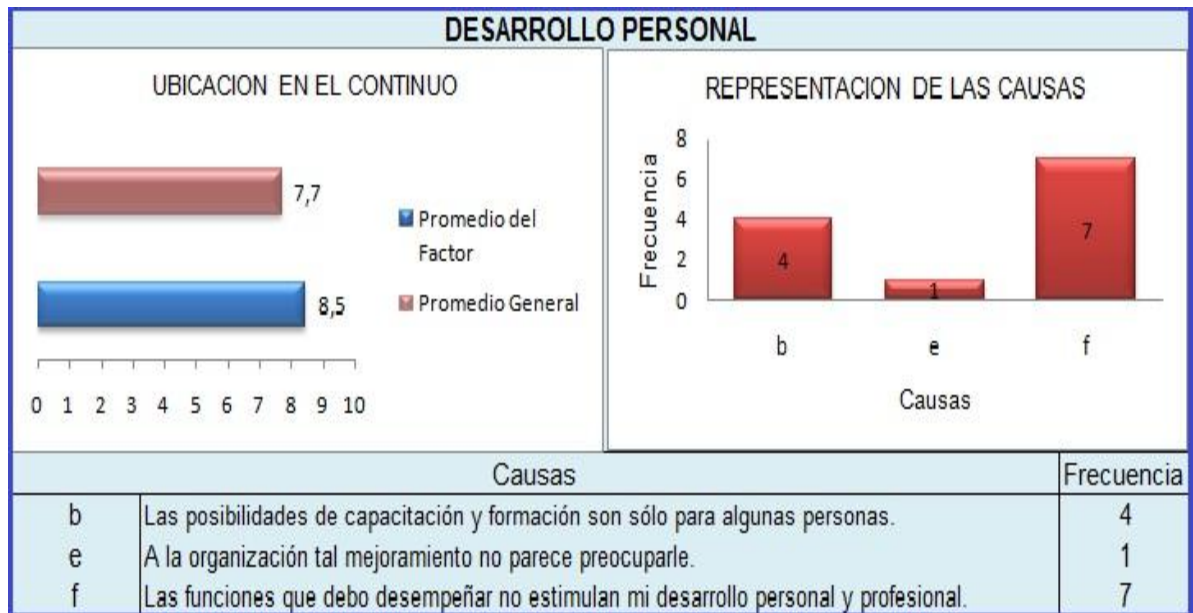 DESARROLLO PERSONAL
UBICACION EN EL CONTINUO
7,7
8,5
0 1 2 3 4 5 6 7 8 9 10
Promedio del
Factor
Promedio General
REPRESENTACION DE LAS CAUSAS
Frecuencia
8
6
4
2
0
4
1
7
b e f
Causas
Causas Frecuencia
b Las posibilidades de capacitación y formación son sólo para algunas personas. 4
e A la organización tal mejoramiento no parece preocuparle. 1
f Las funciones que debo desempeñar no estimulan mi desarrollo personal y profesional. 7